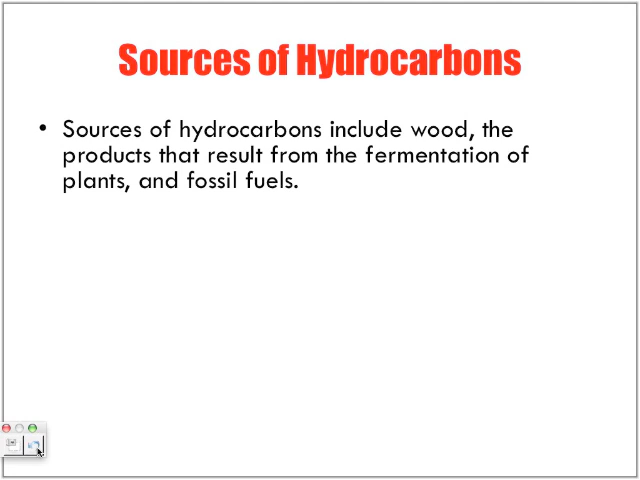 Sources of Hydrocarbons
• Sources of hydrocarbons include wood, the
products that result from the fermentation of
plants, and fossil fuels.